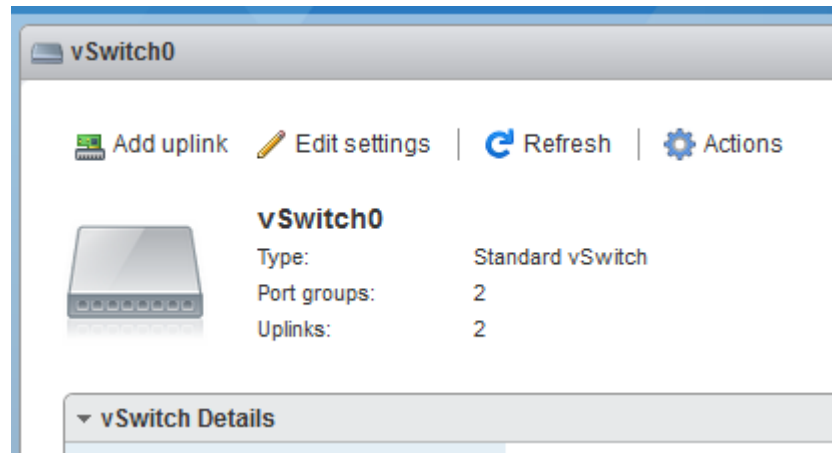 vSwitch0
Add uplink Edit settings Refresh Actions
vSwitch0
Type: Standard vSwitch
Port groups: 2
Uplinks: 2
vSwitch Details